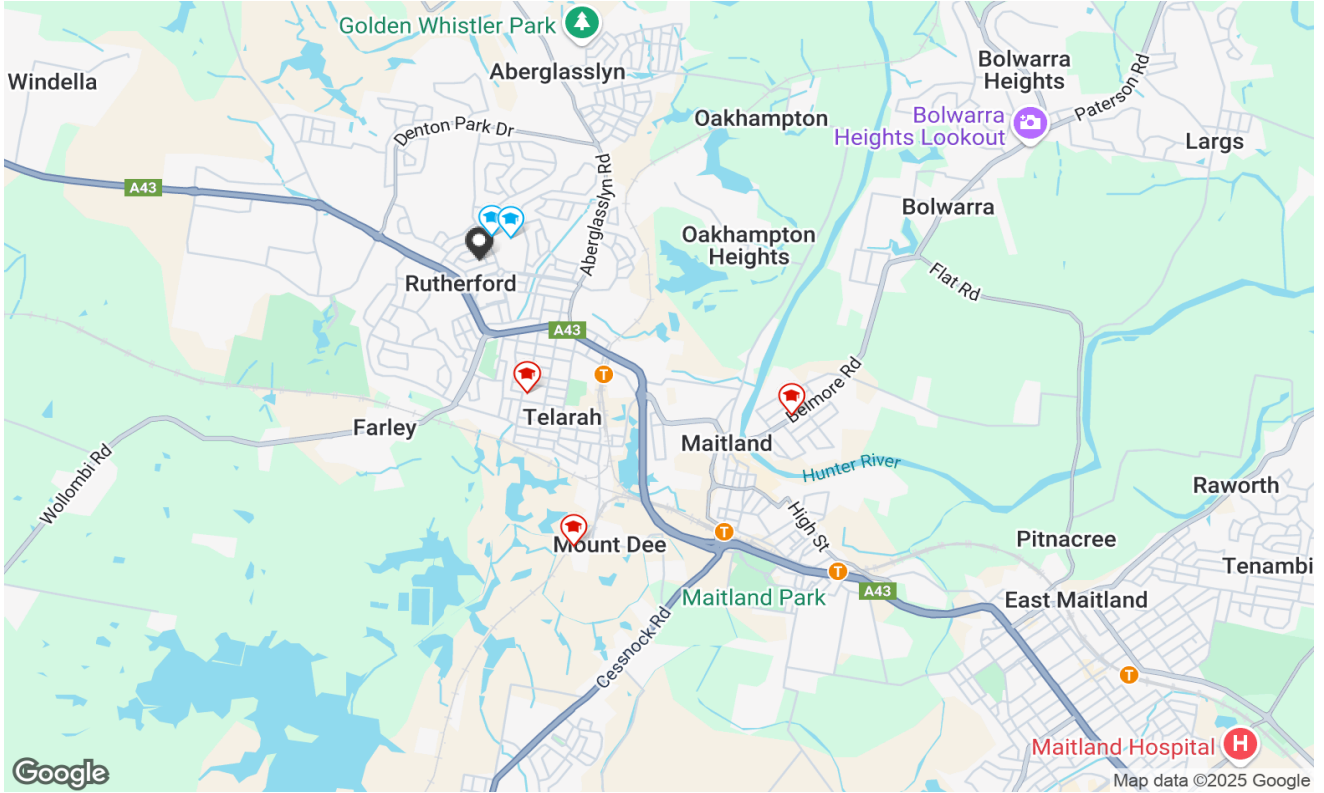 Golden Whistler Park
Windella
Aberglasslyn
Bolwarra
Heights
Paterson Rd
Denton Park Dr
Oakhampton
Bolwarra
Heights Lookout
Largs
A43
Aberglasslyn Rd
Bolwarra
Oakhampton
Heights
Rutherford
Flat Rd
A43
T
Telarah
Belmore Rd
Farley
Maitland
Hunter River
Wollombi Rd
Raworth
High St
T
Mount Dee
Pitnacree
Tenambi
T
A43
Maitland Park
East Maitland
Cessnock Rd
T
Maitland Hospital
H
Google
Map data ©2025 Google